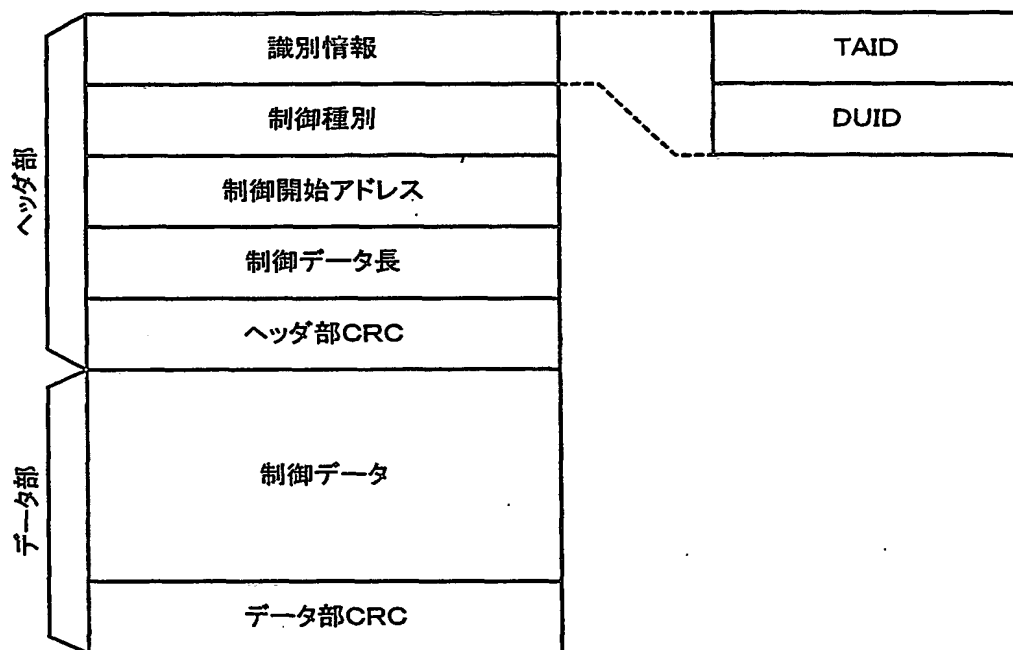 ヘッダ部
識別情報
制御種別
制御開始アドレス
制御データ長
ヘッダ部CRC
TAID
DUID
データ部
制御データ
データ部CRC